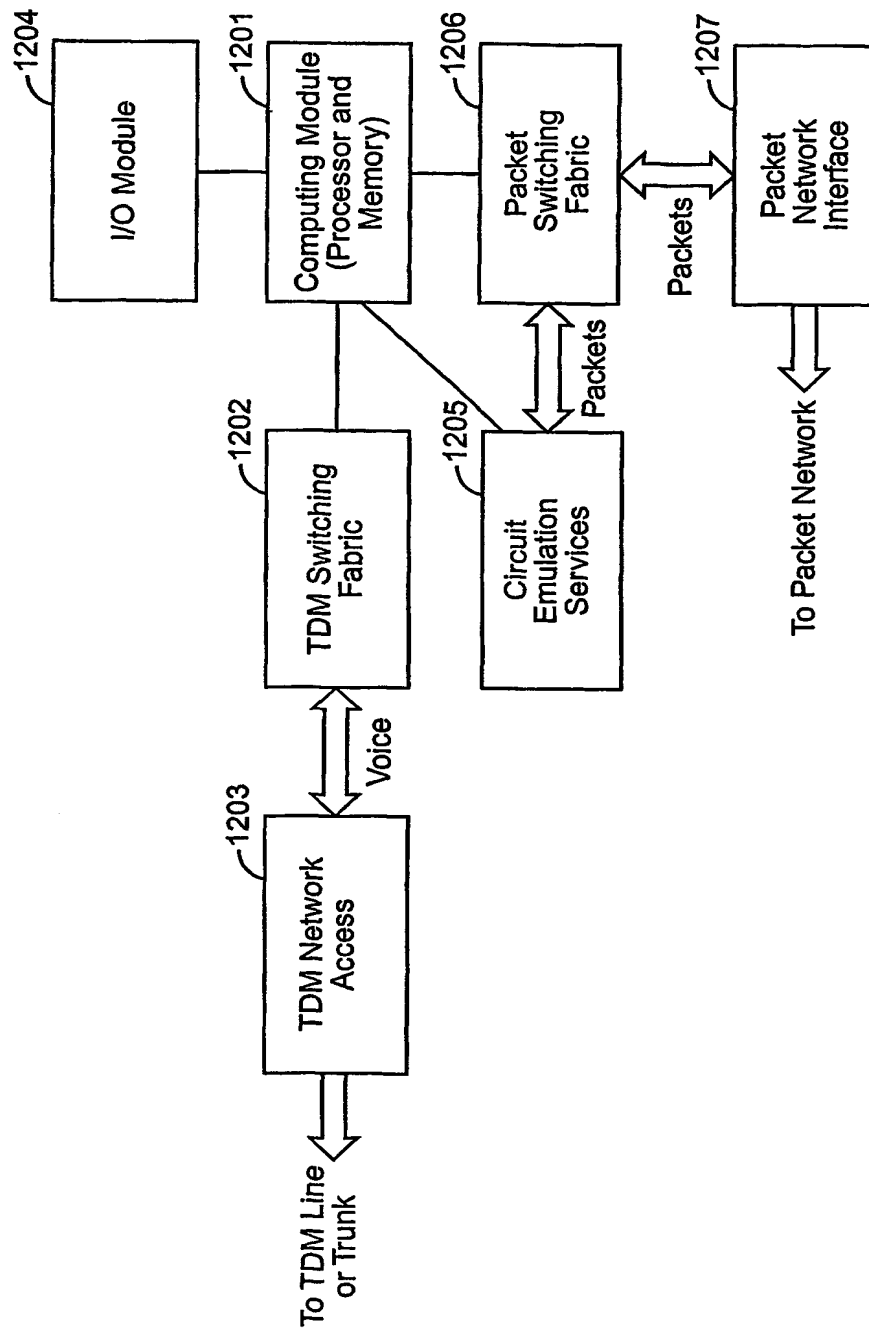 1204
I/O Module
1201
Computing Module
(Processor and
Memory)
1206
Packet
Switching
Fabric
1207
Packet
Network
Interface
Packets
Packets
1202
TDM Switching
Fabric
1205
Circuit
Emulation
Services
To Packet Network
Voice
1203
TDM Network
Access
To TDM Line
or Trunk